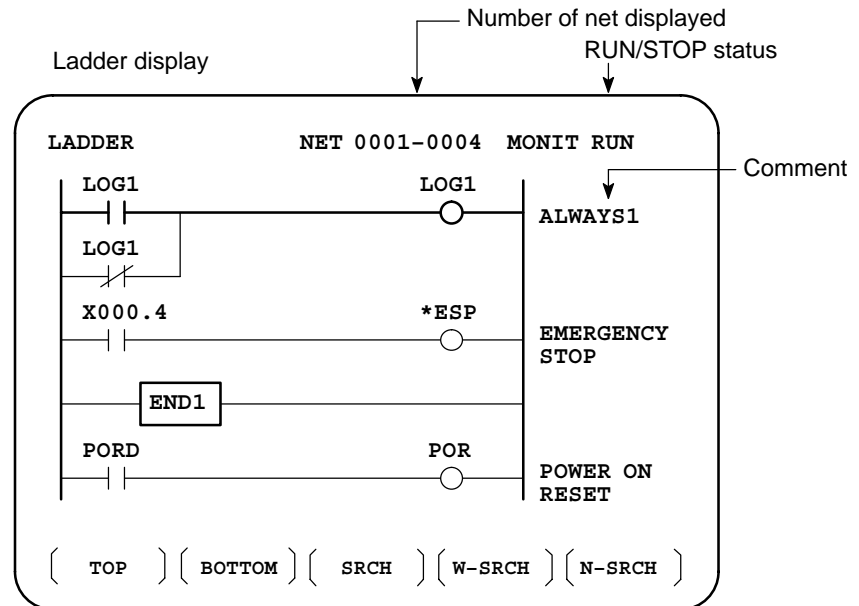 Number of net displayed
RUN/STOP status
Ladder display
LADDER NET 0001-0004 MONIT RUN
Comment
LOG1 LOG1
ALWAYS1
LOG1
X000.4 *ESP
EMERGENCY
STOP
END1
PORD POR
POWER ON
RESET
TOP BOTTOM SRCH W-SRCH N-SRCH